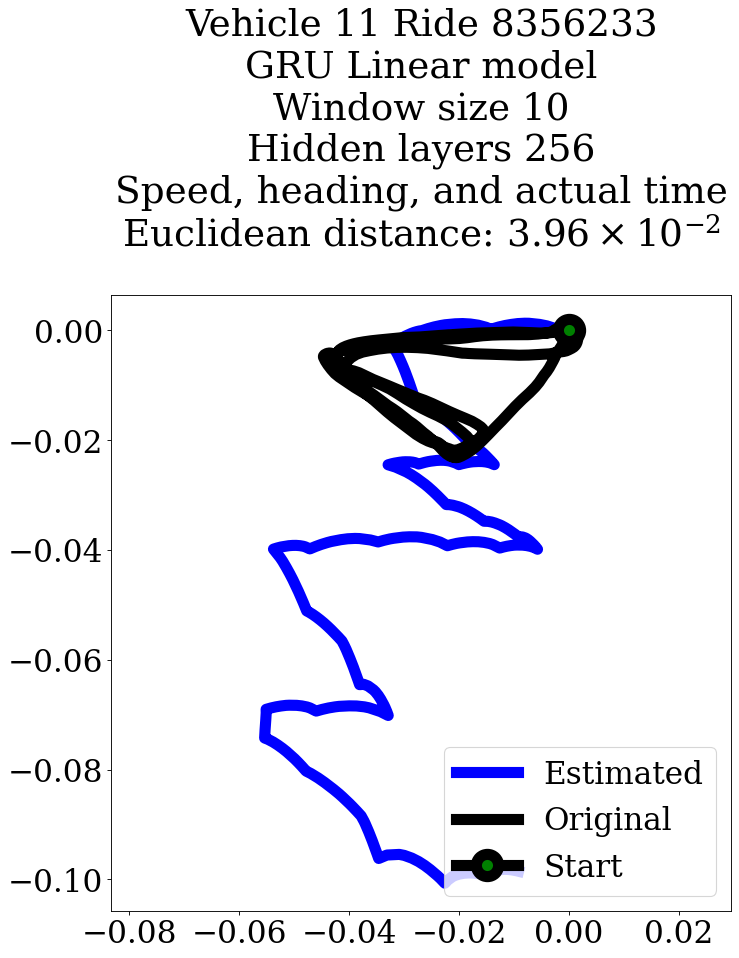 Vehicle 11 Ride 8356233
GRU Linear model
Window size 10
Hidden layers 256
Speed, heading, and actual time
Euclidean distance: 3.96 × 10⁻²
0.00
−0.02
−0.04
−0.06
−0.08
−0.10
Estimated
Original
Start
−0.08 −0.06 −0.04 −0.02 0.00 0.02